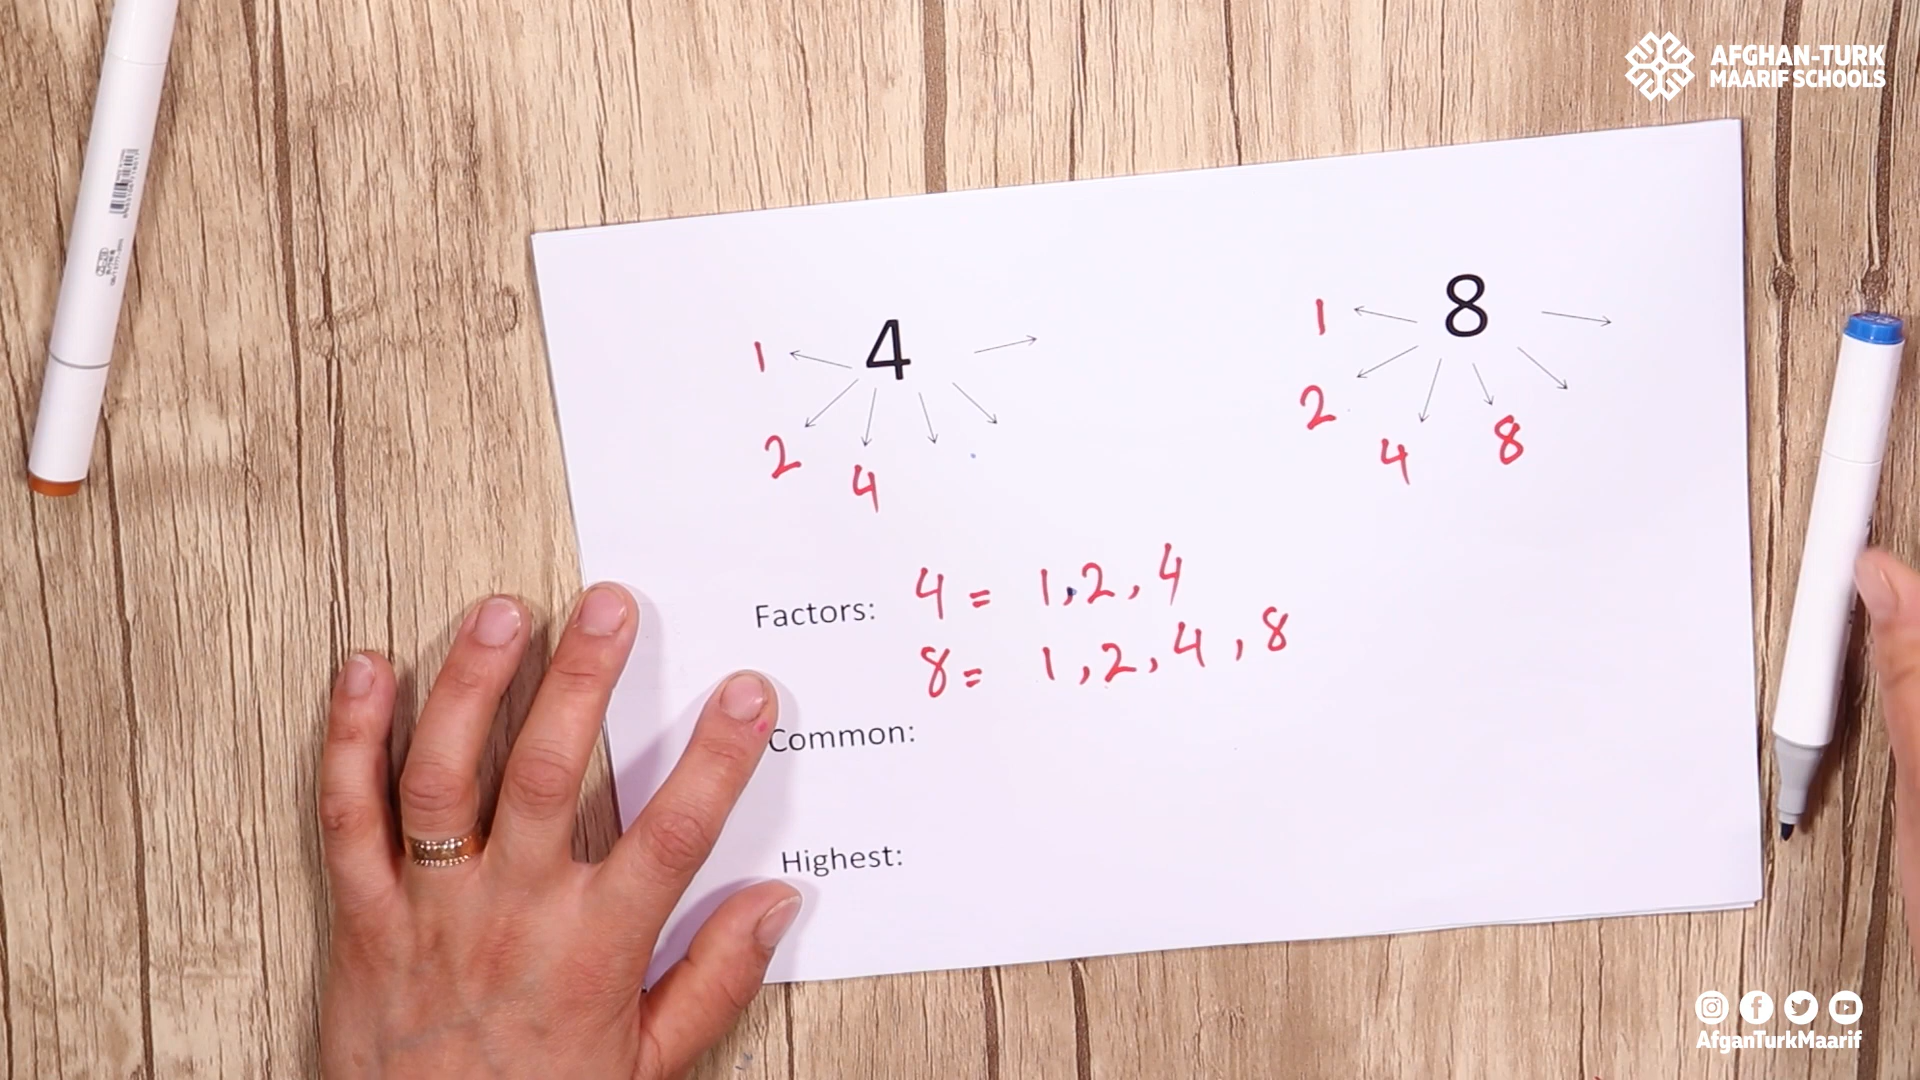 AFGHAN-TURK
MAARIF SCHOOLS
4
1
2
4
8
1
2
4
8
Factors: 4 = 1,2,4
8= 1,2,4,8
Common:
Highest:
AfganTurkMaarif